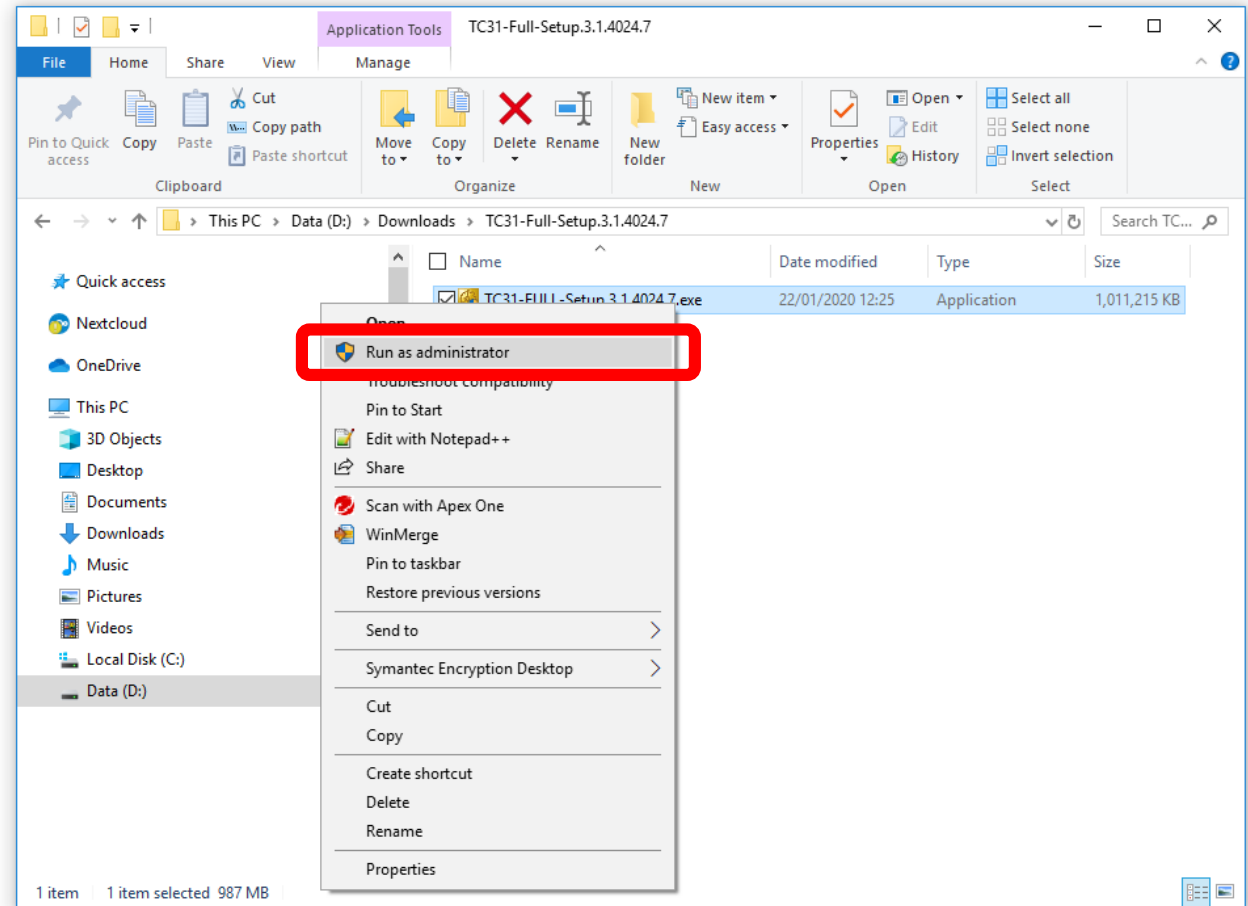 Application Tools
TC31-Full-Setup.3.1.4024.7
File Home Share View Manage
Pin to Quick access
Copy
Paste
Cut
Copy path
Paste shortcut
Move to
Copy to
Delete
Rename
New folder
New item
Easy access
Properties
Open
Edit
History
Select all
Select none
Invert selection
Clipboard Organize New Open Select
This PC > Data (D:) > Downloads > TC31-Full-Setup.3.1.4024.7
Search TC...
Name Date modified Type Size
TC31-FULL-Setup.3.1.4024.7.exe 22/01/2020 12:25 Application 1,011,215 KB
Quick access
Nextcloud
OneDrive
This PC
3D Objects
Desktop
Documents
Downloads
Music
Pictures
Videos
Local Disk (C:)
Data (D:)
Open
Run as administrator
Troubleshoot compatibility
Pin to Start
Edit with Notepad++
Share
Scan with Apex One
WinMerge
Pin to taskbar
Restore previous versions
Send to
Symantec Encryption Desktop
Cut
Copy
Create shortcut
Delete
Rename
Properties
1 item 1 item selected 987 MB